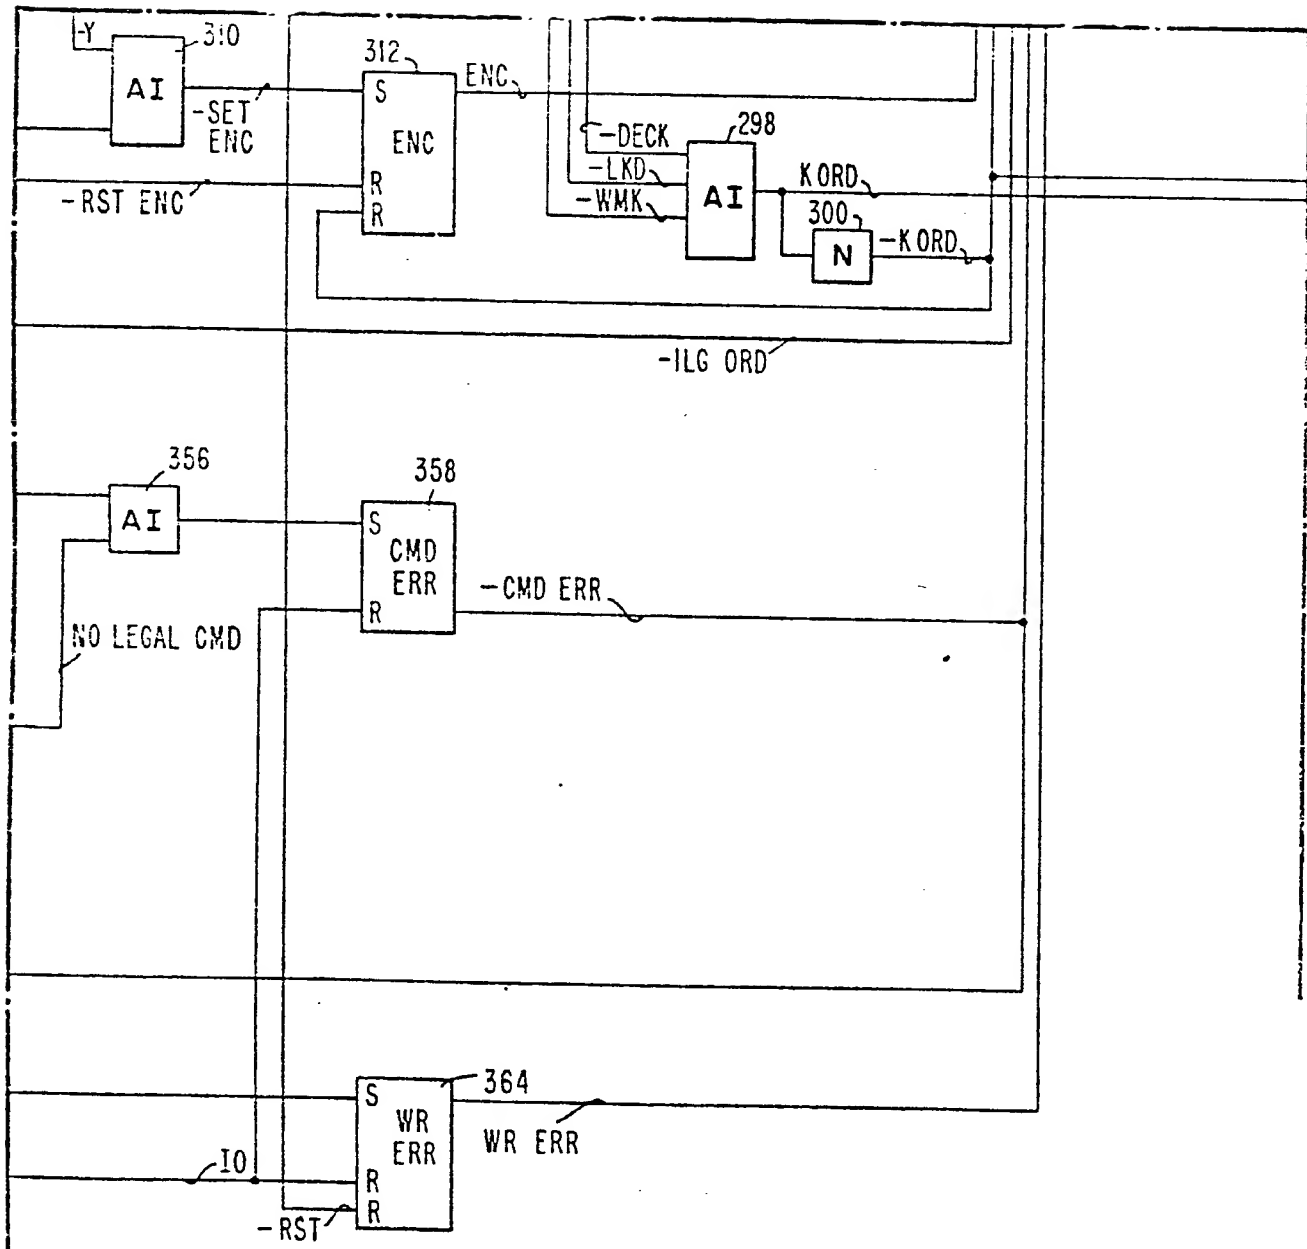 -Y
310
AI
-SET
ENC
312
S
ENC
R
R
ENC
-RST ENC
-DECK
-LKD
-WMK
298
AI
KORD
300
N
-KORD
-ILG ORD
356
AI
NO LEGAL CMD
358
S
CMD
ERR
R
-CMD ERR
364
S
WR
ERR
R
R
WR ERR
IO
-RST